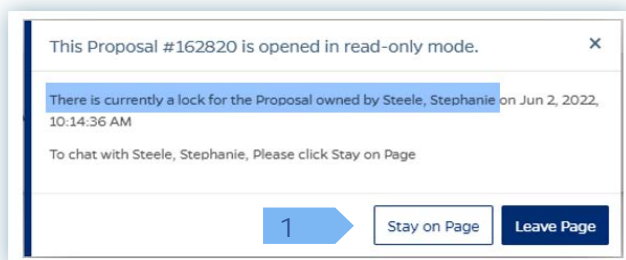 This Proposal #162820 is opened in read-only mode. ×
There is currently a lock for the Proposal owned by Steele, Stephanie on Jun 2, 2022,
10:14:36 AM
To chat with Steele, Stephanie, Please click Stay on Page
1 Stay on Page Leave Page